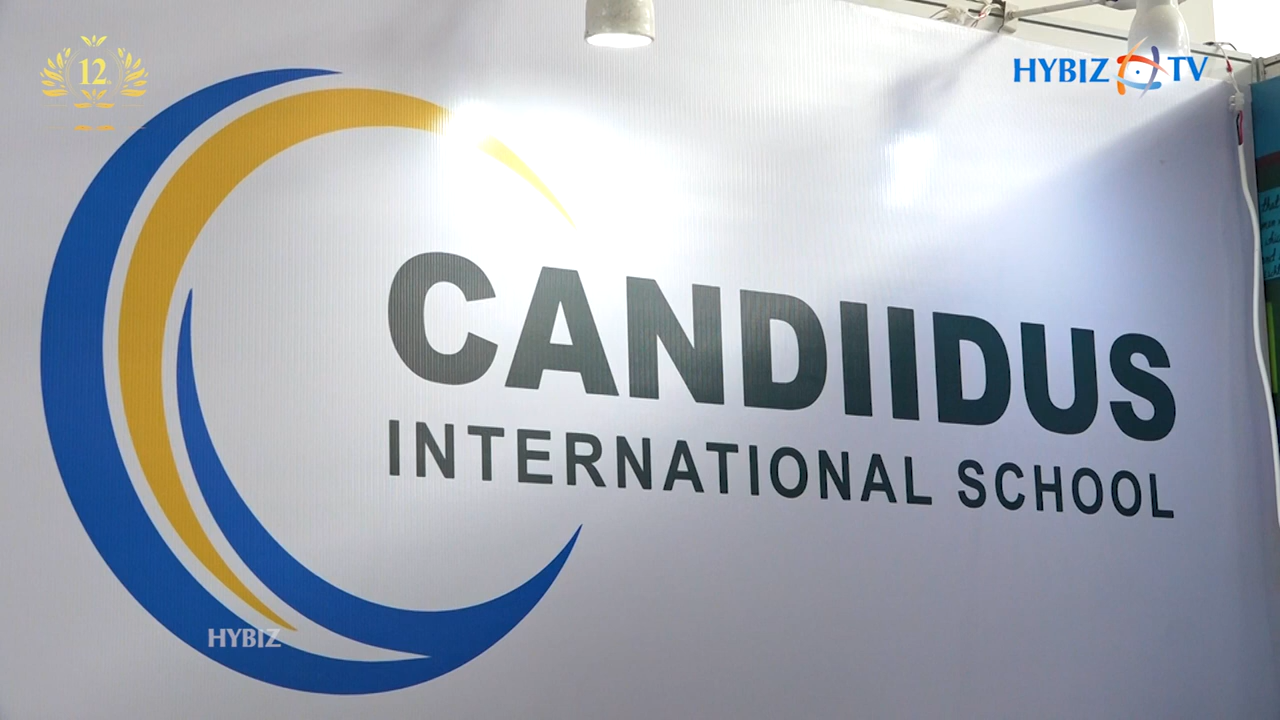 12
HYBIZ TV
CANDIIDUS
INTERNATIONAL SCHOOL
HYBIZ